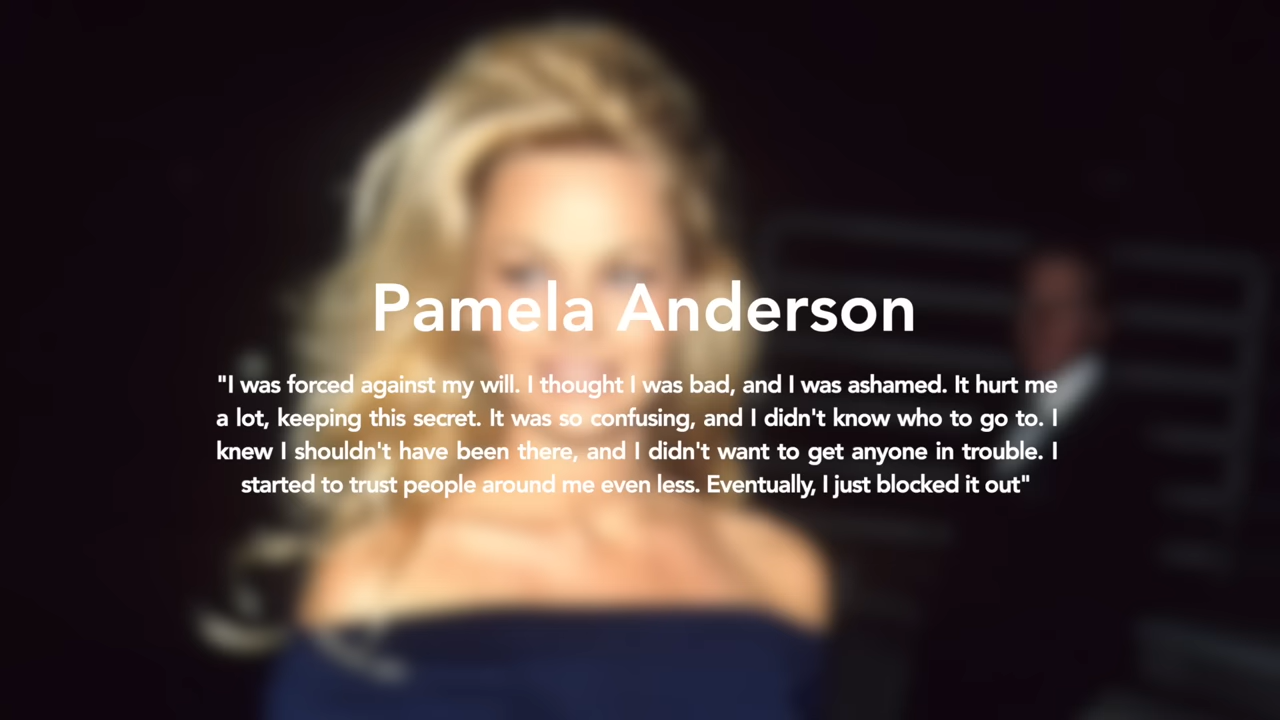 Pamela Anderson
"I was forced against my will. I thought I was bad, and I was ashamed. It hurt me
a lot, keeping this secret. It was so confusing, and I didn't know who to go to. I
knew I shouldn't have been there, and I didn't want to get anyone in trouble. I
started to trust people around me even less. Eventually, I just blocked it out"